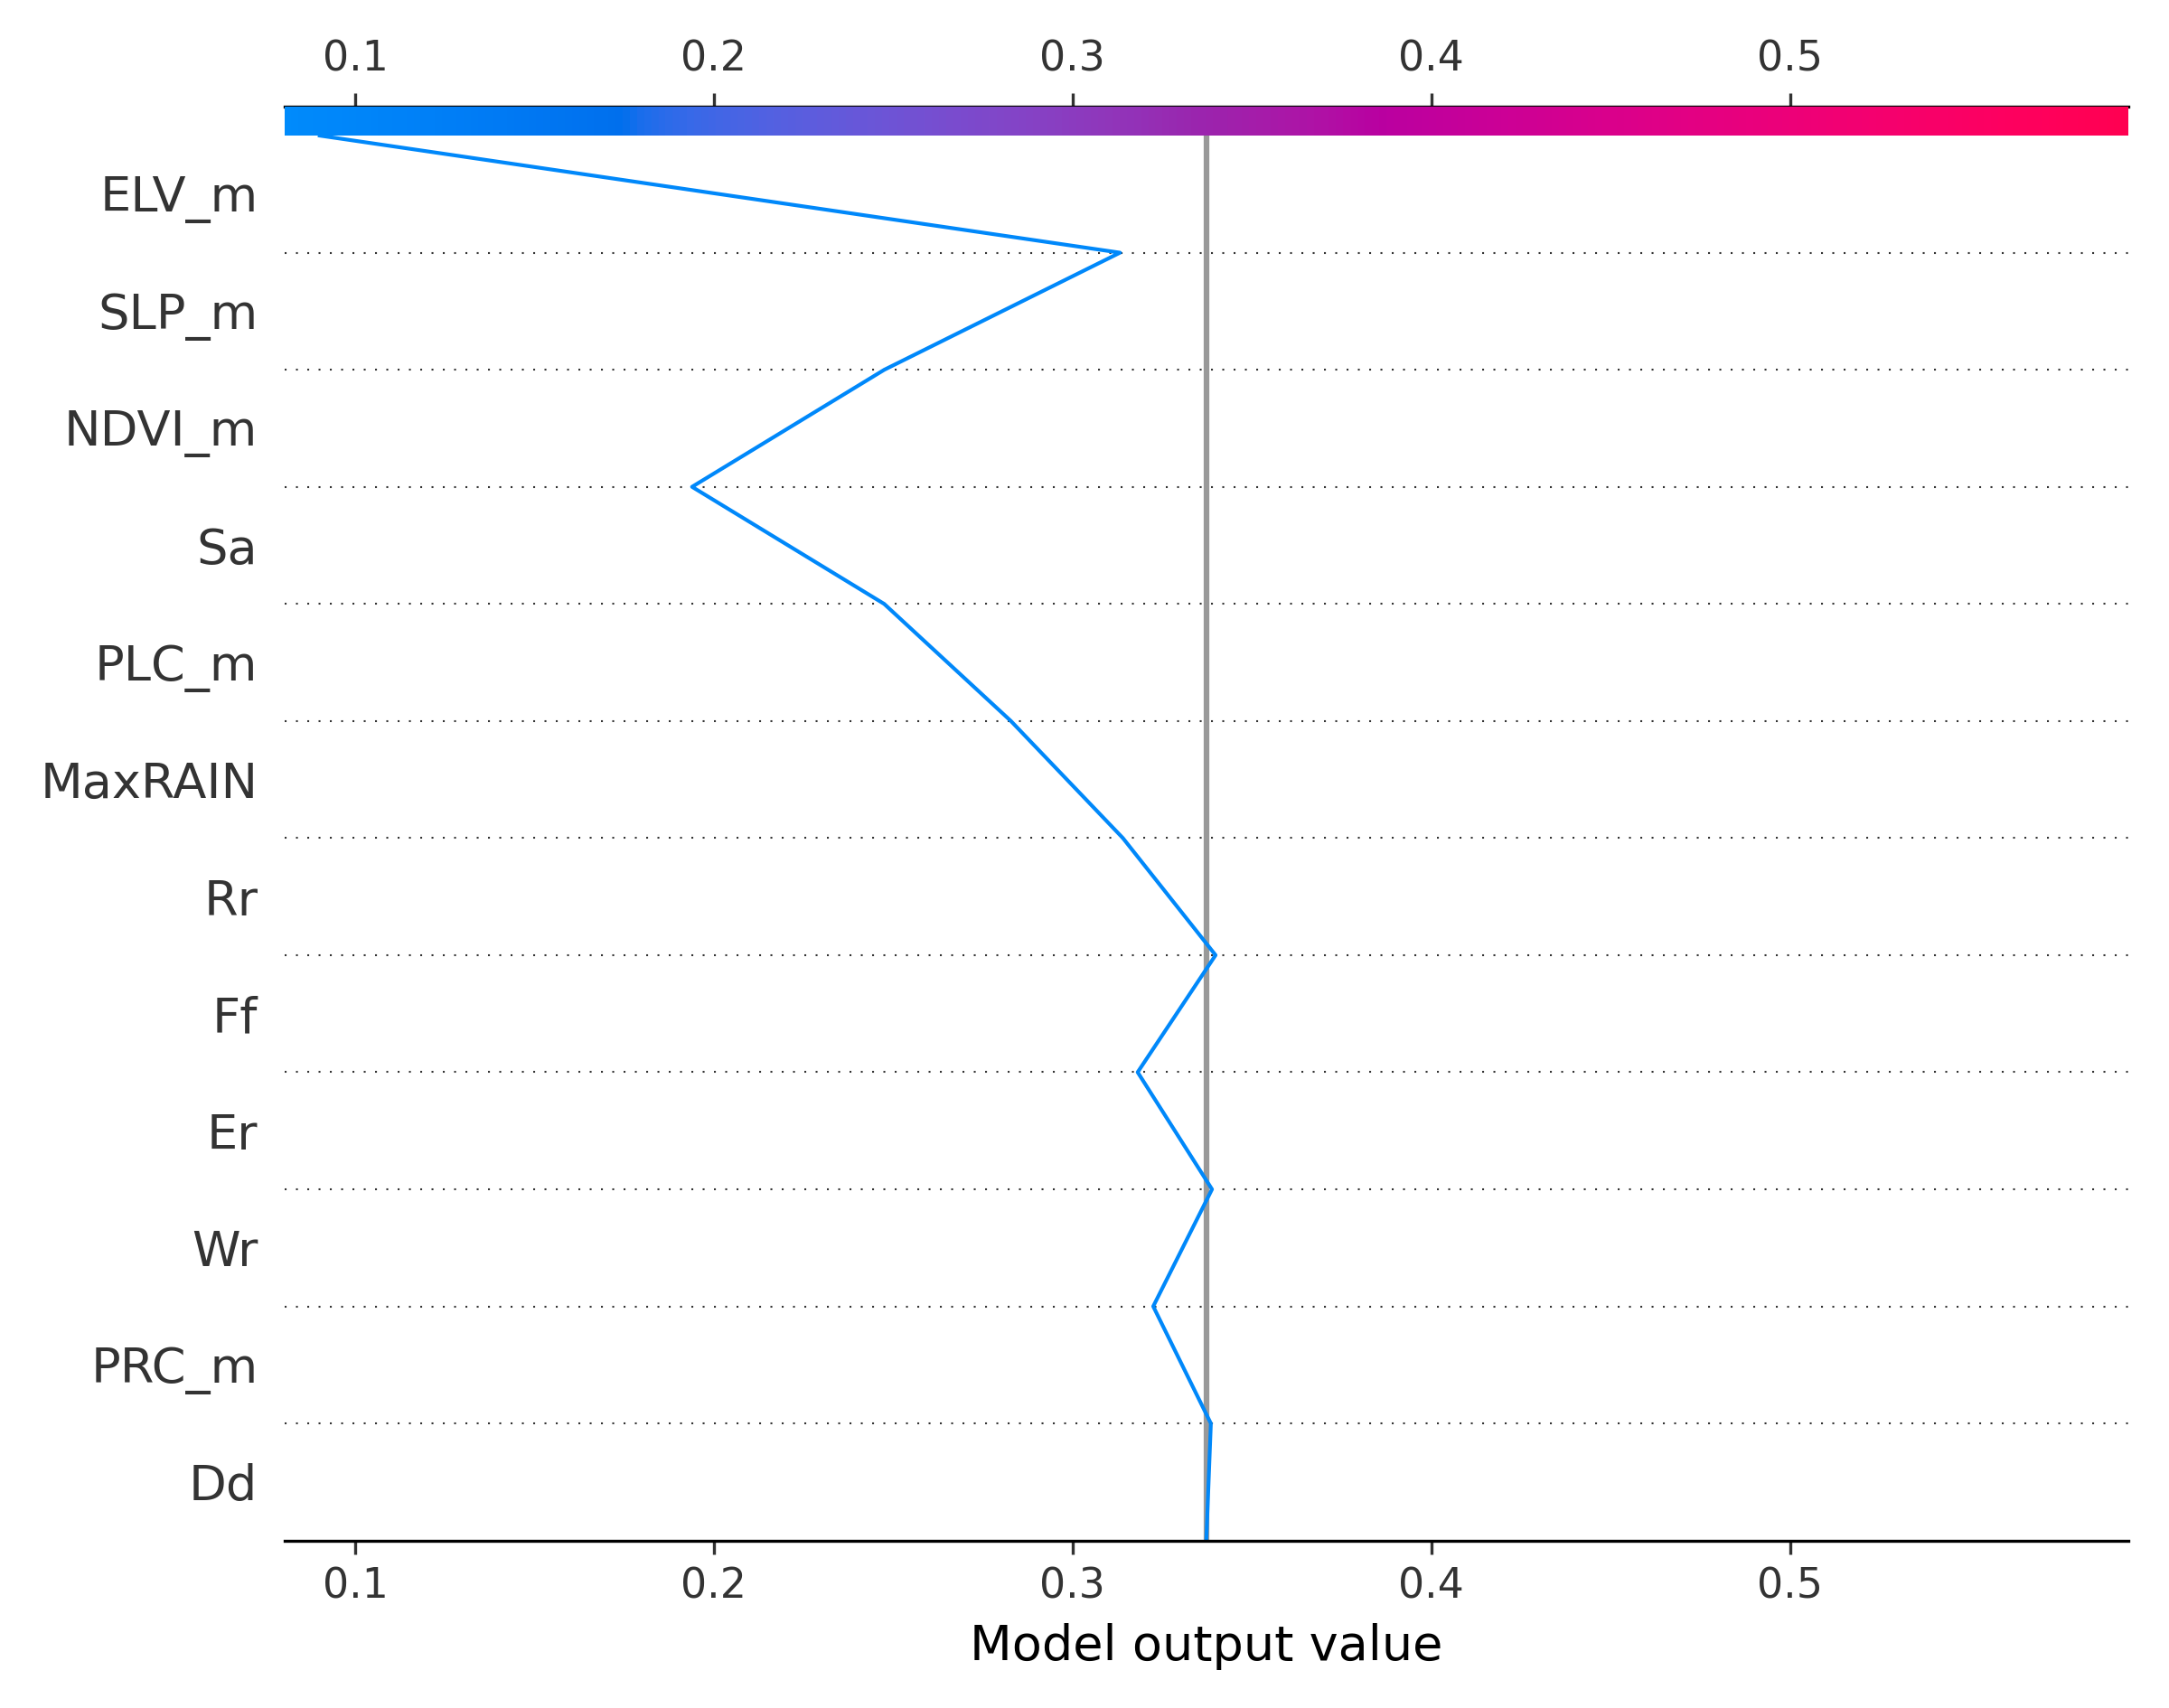 0.1 0.2 0.3 0.4 0.5
ELV_m
SLP_m
NDVI_m
Sa
PLC_m
MaxRAIN
Rr
Ff
Er
Wr
PRC_m
Dd
0.1 0.2 0.3 0.4 0.5
Model output value